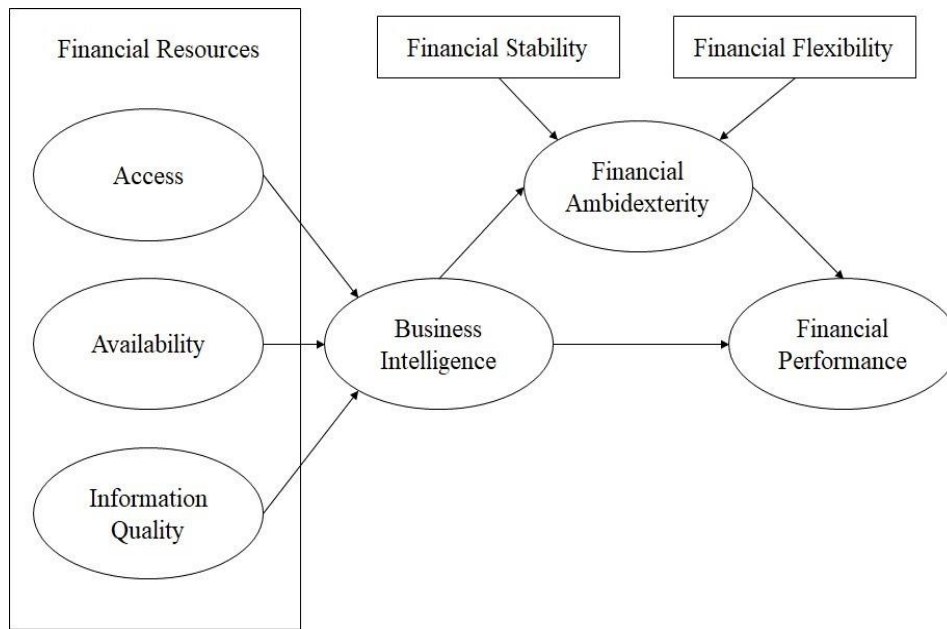 Financial Resources
Access
Availability
Information
Quality
Business
Intelligence
Financial Stability
Financial Flexibility
Financial
Ambidexterity
Financial
Performance